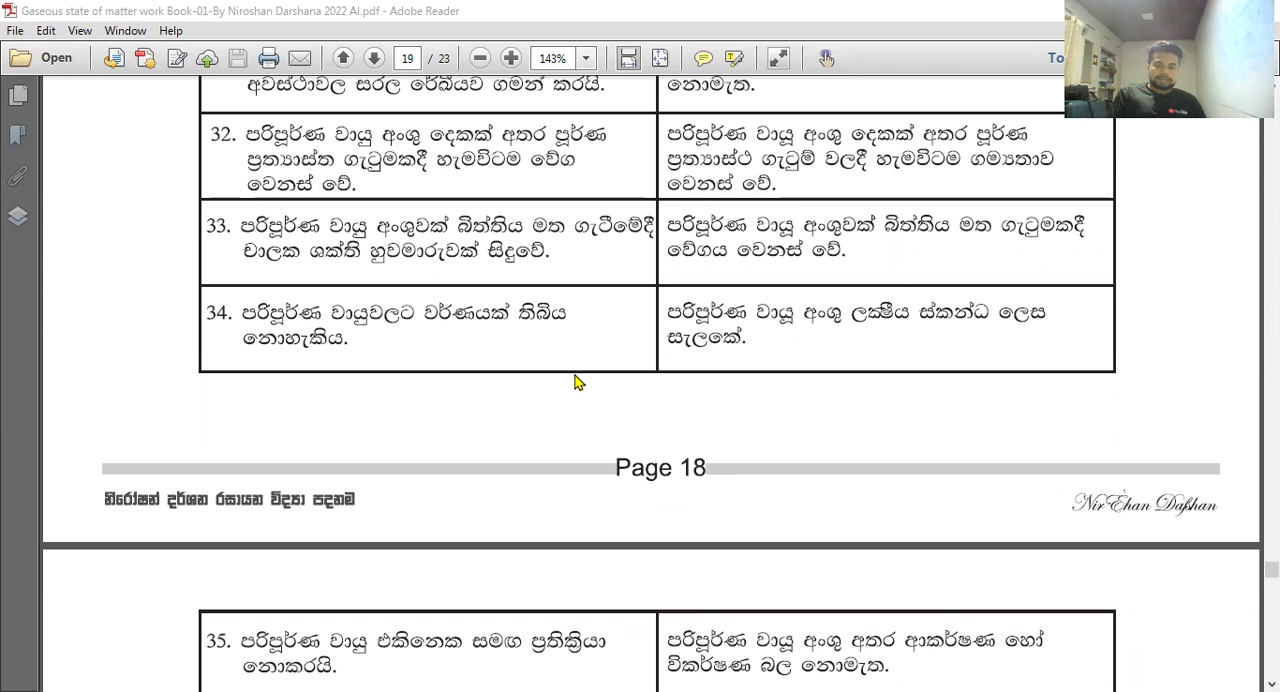 Gaseous state of matter work Book-01-By Niroshan Darshana 2022 Al.pdf - Adobe Reader
File Edit View Window Help
Open 19 / 23 143% To
අවස්ථාවල සරල රේඛීයව ගමන් කරයි.
නොමැත.
32. පරිපූර්ණ වායු අංශු දෙකක් අතර පූර්ණ
ප්‍රත්‍යාස්ත ගැටුමකදී හැමවිටම වේග
වෙනස් වේ.
පරිපූර්ණ වායූ අංශු දෙකක් අතර පූර්ණ
ප්‍රත්‍යාස්ථ ගැටුම් වලදී හැමවිටම ගම්‍යතාව
වෙනස් වේ.
33. පරිපූර්ණ වායු අංශුවක් බිත්තිය මත ගැටීමේදී
චාලක ශක්ති හුවමාරුවක් සිදුවේ.
පරිපූර්ණ වායූ අංශුවක් බිත්තිය මත ගැටුමකදී
වේගය වෙනස් වේ.
34. පරිපූර්ණ වායුවලට වර්ණයක් තිබිය
නොහැකිය.
පරිපූර්ණ වායූ අංශු ලක්ෂීය ස්කන්ධ ලෙස
සැලකේ.
Page 18
නිරෝෂන් දර්ශන රසායන විද්‍යා පදනම
35. පරිපූර්ණ වායු එකිනෙක සමඟ ප්‍රතික්‍රියා
නොකරයි.
පරිපූර්ණ වායූ අංශු අතර ආකර්ෂණ හෝ
විකර්ෂණ බල නොමැත.